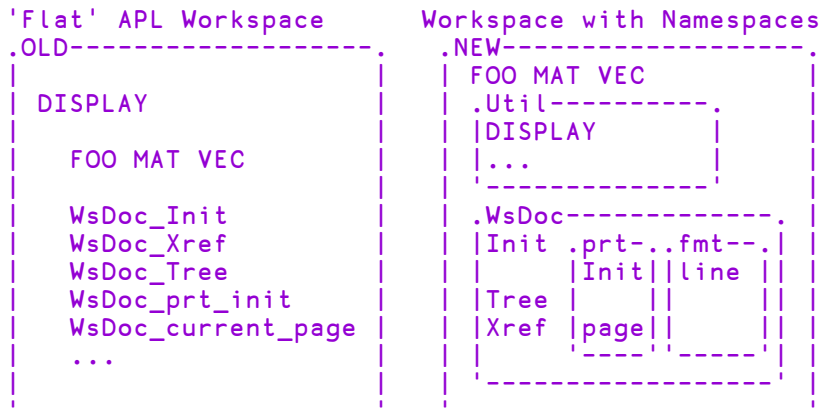 'Flat' APL Workspace      Workspace with Namespaces
.OLD-------------------.   .NEW-------------------.
|                      |   | FOO MAT VEC          |
| DISPLAY              |   | .Util----------.     |
|                      |   | |DISPLAY       |     |
|   FOO MAT VEC        |   | |...           |     |
|                      |   | '--------------'     |
|   WsDoc_Init         |   | .WsDoc-------------. |
|   WsDoc_Xref         |   | |Init .prt-..fmt--.| |
|   WsDoc_Tree         |   | |     |Init||line || |
|   WsDoc_prt_init     |   | |Tree |    ||     || |
|   WsDoc_current_page |   | |Xref |page||     || |
|   ...                |   | |     '----''-----'| |
|                      |   | '------------------' |
'                      '   '                      '